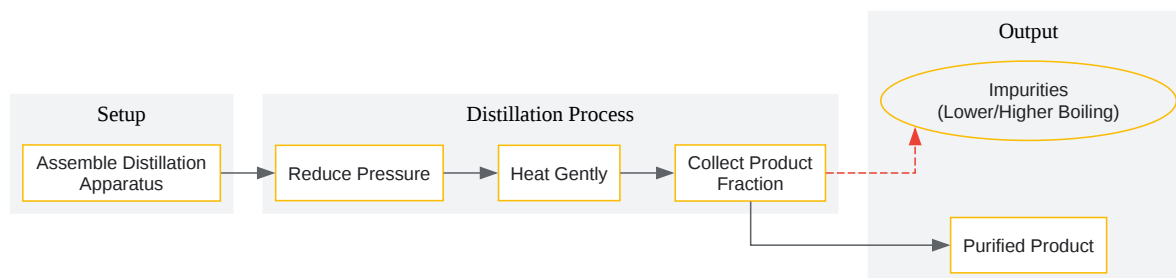 Setup
Assemble Distillation
Apparatus
Distillation Process
Reduce Pressure
Heat Gently
Collect Product
Fraction
Output
Impurities
(Lower/Higher Boiling)
Purified Product